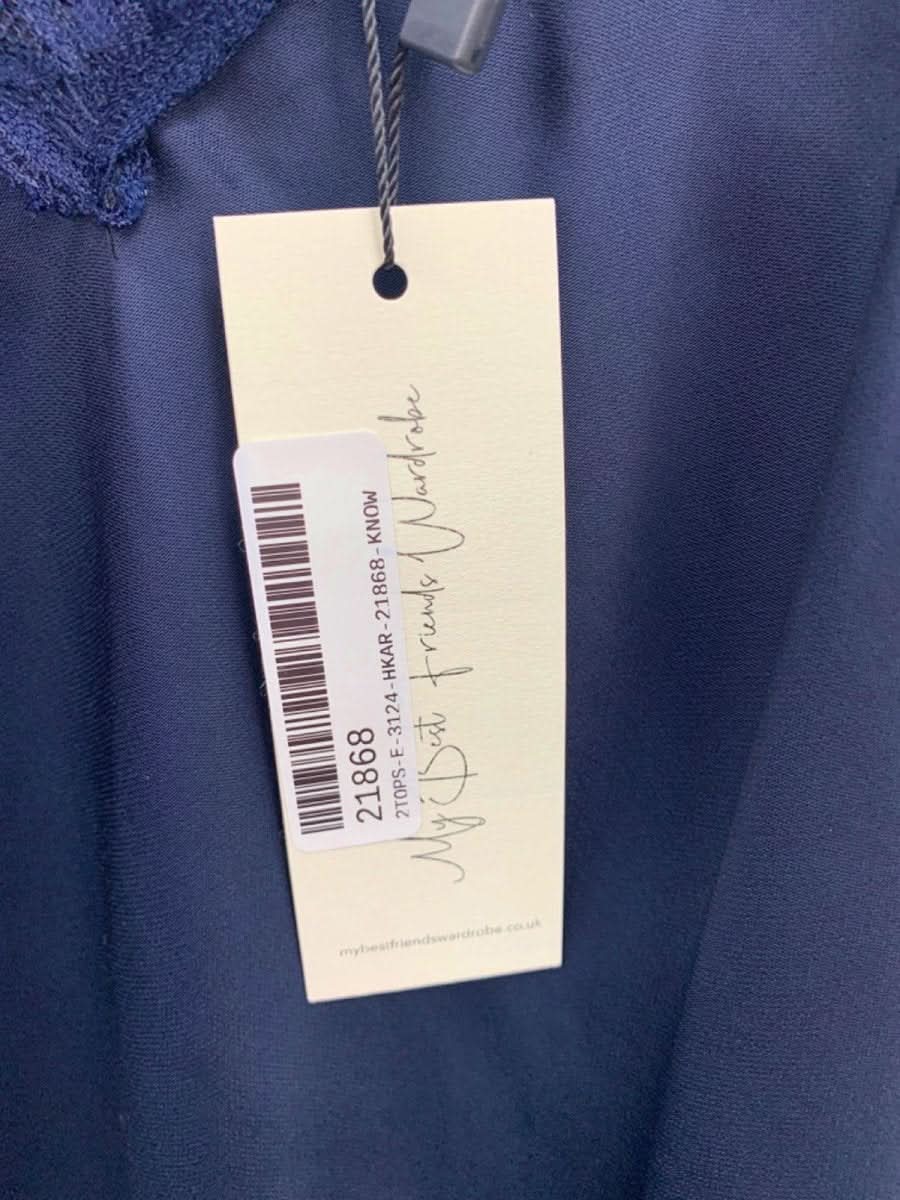 21868
2TOPS-E-3124-HKAR-21868-KNOW
My Best Friends Wardrobe
mybestfriendswardrobe.co.uk